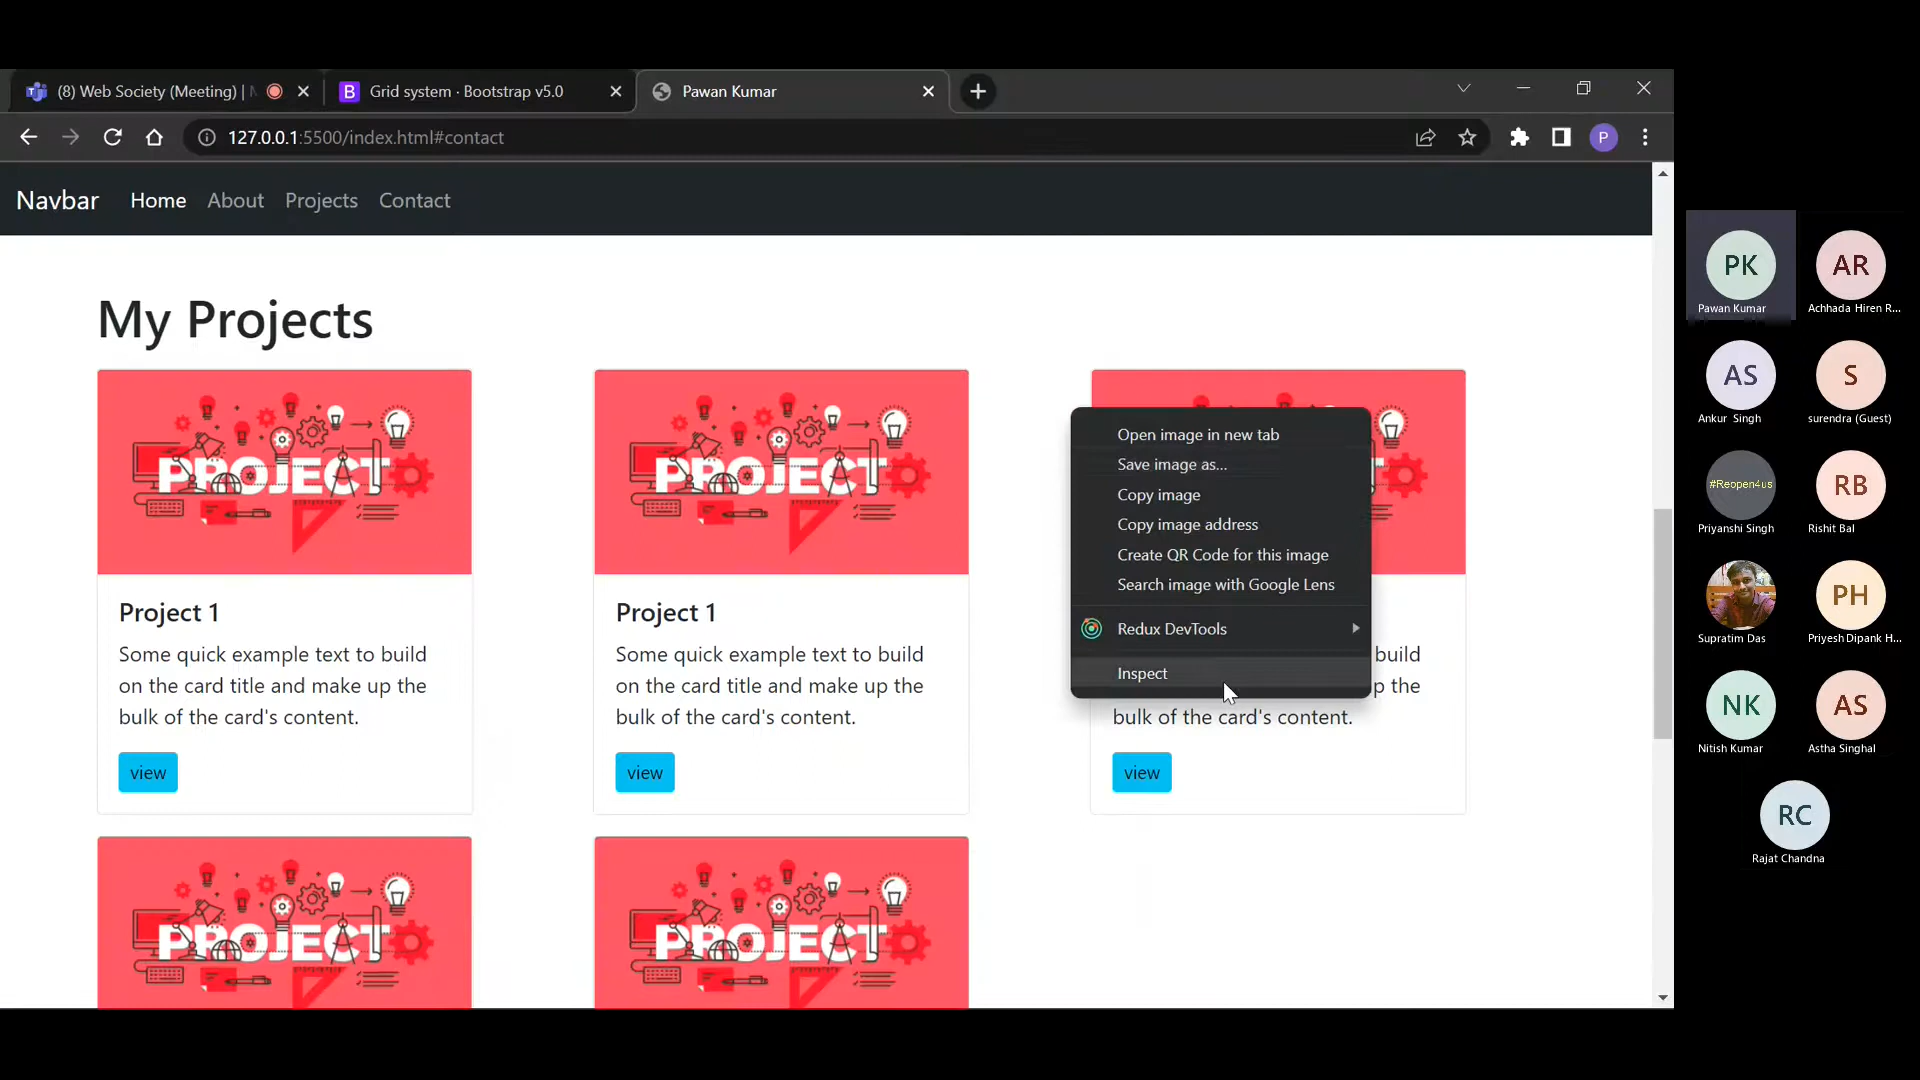 (8) Web Society (Meeting) |
Grid system · Bootstrap v5.0
Pawan Kumar
127.0.0.1:5500/index.html#contact
P
Navbar
Home
About
Projects
Contact
My Projects
PROJECT
PROJECT
Project 1
Some quick example text to build
on the card title and make up the
bulk of the card's content.
view
Project 1
Some quick example text to build
on the card title and make up the
bulk of the card's content.
view
build
p the
bulk of the card's content.
view
Open image in new tab
Save image as...
Copy image
Copy image address
Create QR Code for this image
Search image with Google Lens
Redux DevTools
Inspect
PROJECT
PROJECT
PK
Pawan Kumar
AR
Achhada Hiren R...
AS
Ankur Singh
S
surendra (Guest)
#Reopen4us
Priyanshi Singh
RB
Rishit Bal
Supratim Das
PH
Priyesh Dipank H...
NK
Nitish Kumar
AS
Astha Singhal
RC
Rajat Chandna